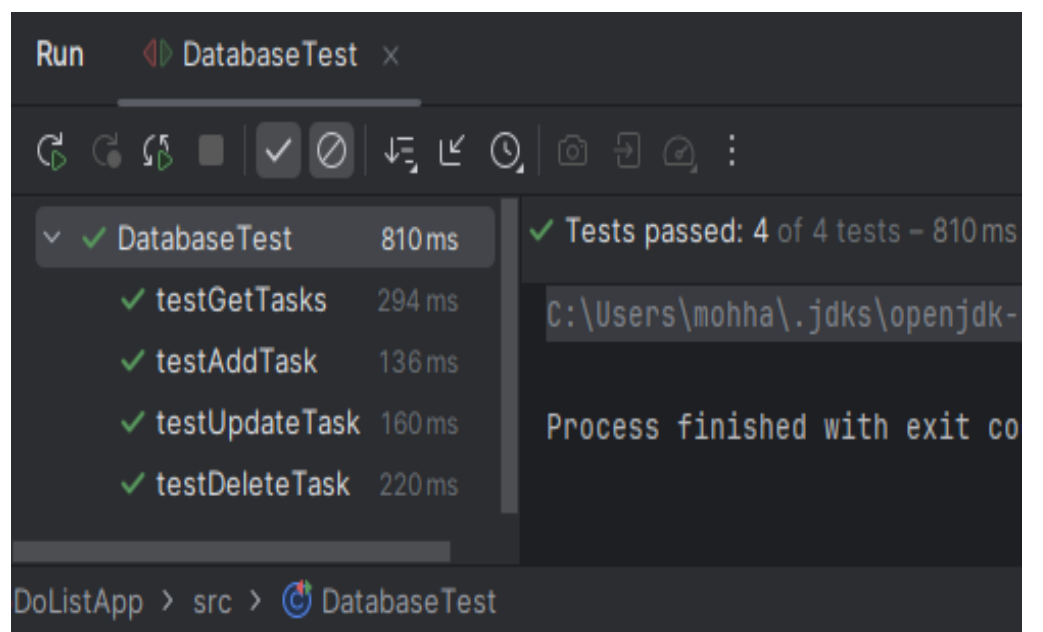 Run DatabaseTest
DatabaseTest 810 ms
testGetTasks 294 ms
testAddTask 136 ms
testUpdateTask 160 ms
testDeleteTask 220 ms
Tests passed: 4 of 4 tests – 810 ms
C:\Users\mohha\.jdks\openjdk-
Process finished with exit co
DoListApp > src > DatabaseTest